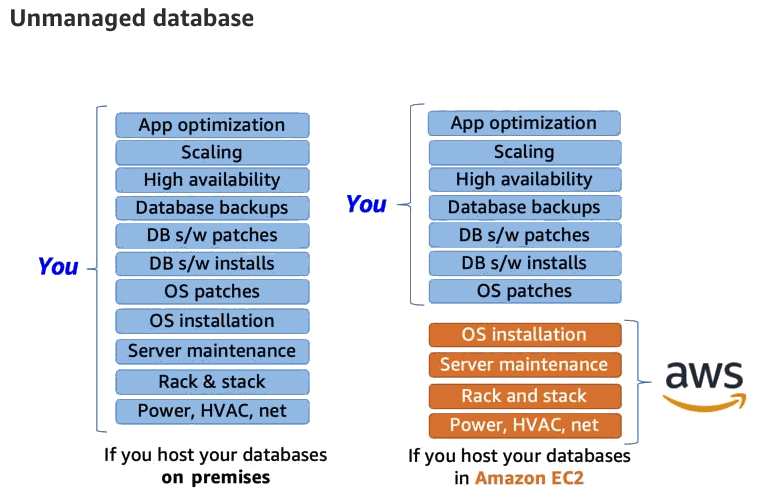 Unmanaged database
You
App optimization
Scaling
High availability
Database backups
DB s/w patches
DB s/w installs
OS patches
OS installation
Server maintenance
Rack & stack
Power, HVAC, net
If you host your databases
on premises
You
App optimization
Scaling
High availability
Database backups
DB s/w patches
DB s/w installs
OS patches
OS installation
Server maintenance
Rack and stack
Power, HVAC, net
aws
If you host your databases
in Amazon EC2